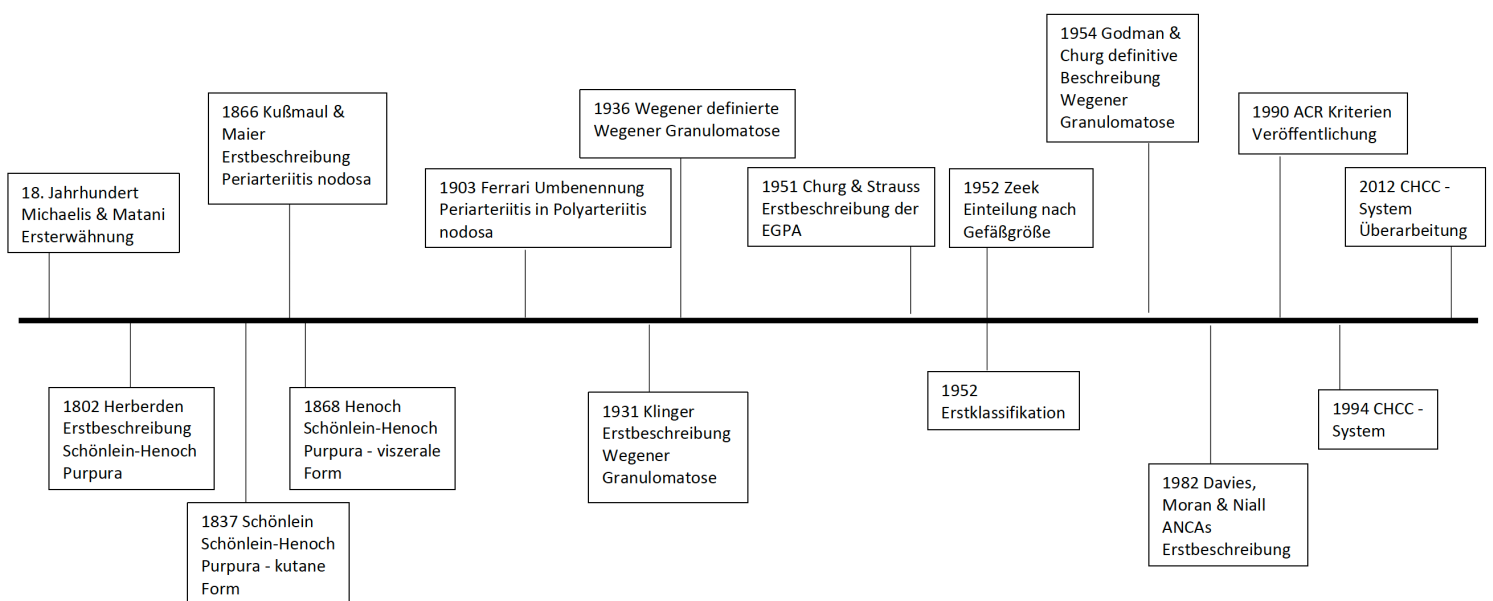 18. Jahrhundert
Michaelis & Matani
Ersterwähnung
1802 Herberden
Erstbeschreibung
Schönlein-Henoch
Purpura
1837 Schönlein
Schönlein-Henoch
Purpura - kutane
Form
1866 Kußmaul &
Maier
Erstbeschreibung
Periarteriitis nodosa
1868 Henoch
Schönlein-Henoch
Purpura - viszerale
Form
1903 Ferrari Umbenennung
Periarteriitis in Polyarteriitis
nodosa
1931 Klinger
Erstbeschreibung
Wegener
Granulomatose
1936 Wegener definierte
Wegener Granulomatose
1951 Churg & Strauss
Erstbeschreibung der
EGPA
1952 Zeek
Einteilung nach
Gefäßgröße
1952
Erstklassifikation
1954 Godman &
Churg definitive
Beschreibung
Wegener
Granulomatose
1982 Davies,
Moran & Niall
ANCAs
Erstbeschreibung
1990 ACR Kriterien
Veröffentlichung
1994 CHCC -
System
2012 CHCC -
System
Überarbeitung